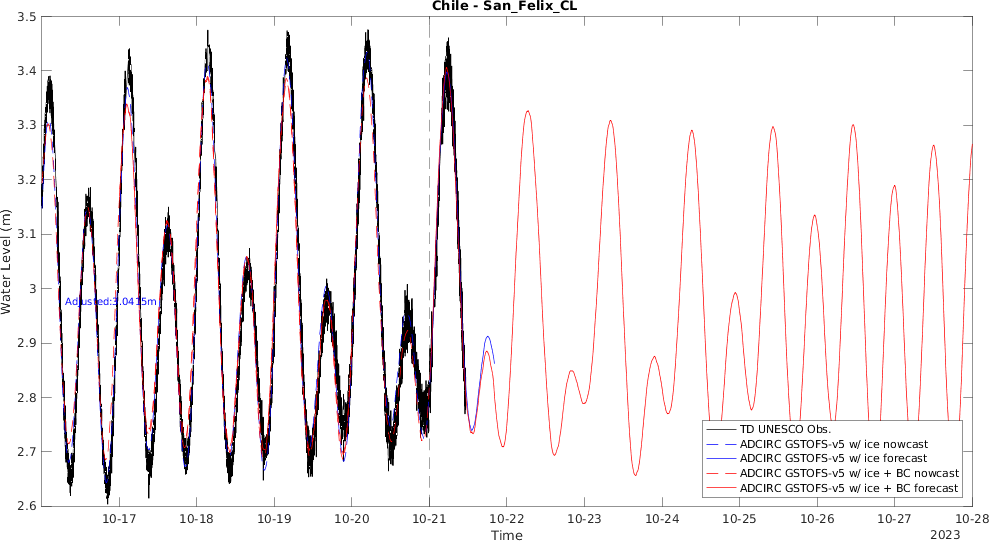 Chile - San_Felix_CL
3.5
3.4
3.3
3.2
3.1
3
2.9
2.8
2.7
2.6
Water Level (m)
Adjusted:3.0415m
TD UNESCO Obs.
ADCIRC GSTOFS-v5 w/ ice nowcast
ADCIRC GSTOFS-v5 w/ ice forecast
ADCIRC GSTOFS-v5 w/ ice + BC nowcast
ADCIRC GSTOFS-v5 w/ ice + BC forecast
10-17 10-18 10-19 10-20 10-21 10-22 10-23 10-24 10-25 10-26 10-27 10-28
Time
2023